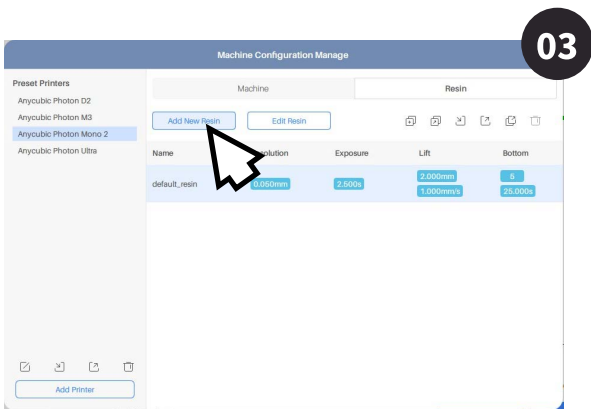 03
Machine Configuration Manage
Preset Printers
Anycubic Photon D2
Anycubic Photon M3
Anycubic Photon Mono 2
Anycubic Photon Ultra
Machine Resin
Add New Resin Edit Resin
Name Exposure Lift Bottom
default_resin 0.050mm 2.500s 2.000mm 5
1.000mm/s 25.000s
Add Printer